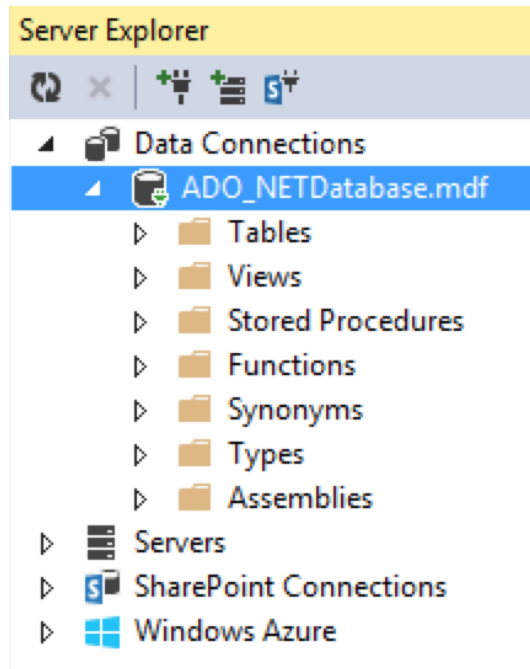 Server Explorer
Data Connections
ADO_NETDatabase.mdf
Tables
Views
Stored Procedures
Functions
Synonyms
Types
Assemblies
Servers
SharePoint Connections
Windows Azure